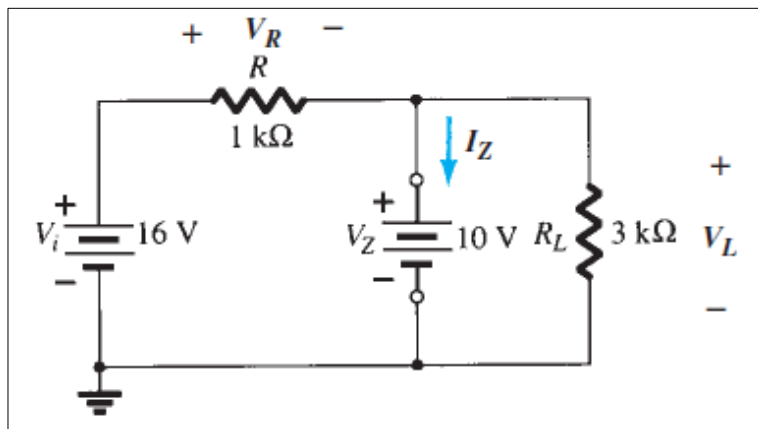 + V_R −
R
1 kΩ
I_Z
+
V_i 16 V
−
+
V_Z 10 V
−
R_L 3 kΩ
+
V_L
−